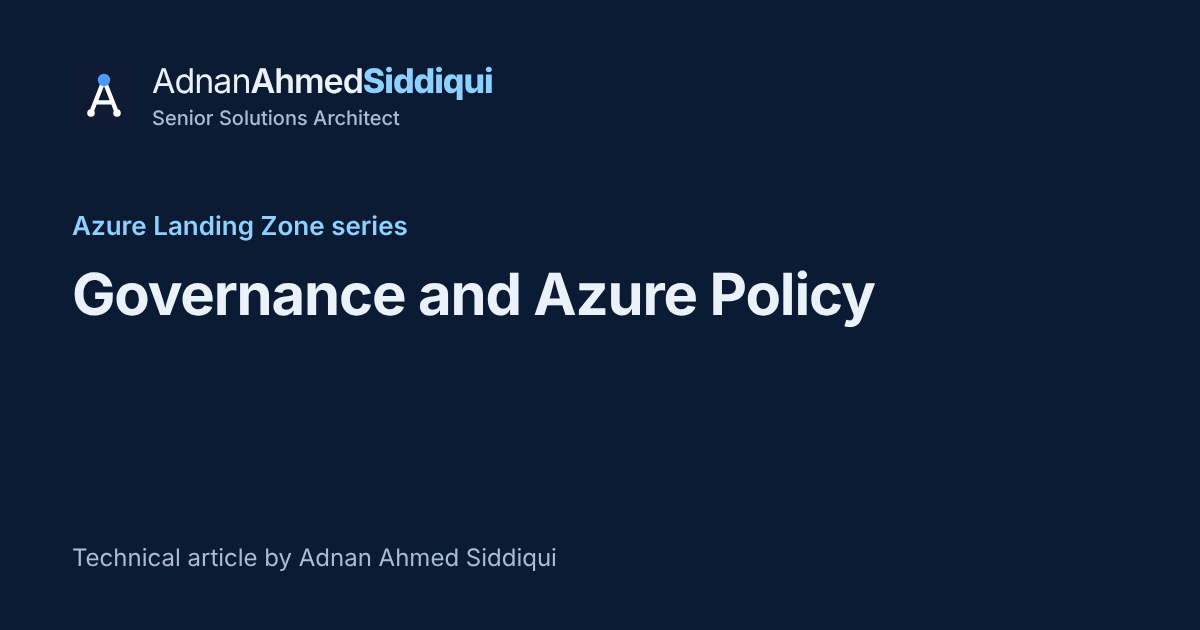 AdnanAhmedSiddiqui
Senior Solutions Architect
Azure Landing Zone series
Governance and Azure Policy
Technical article by Adnan Ahmed Siddiqui